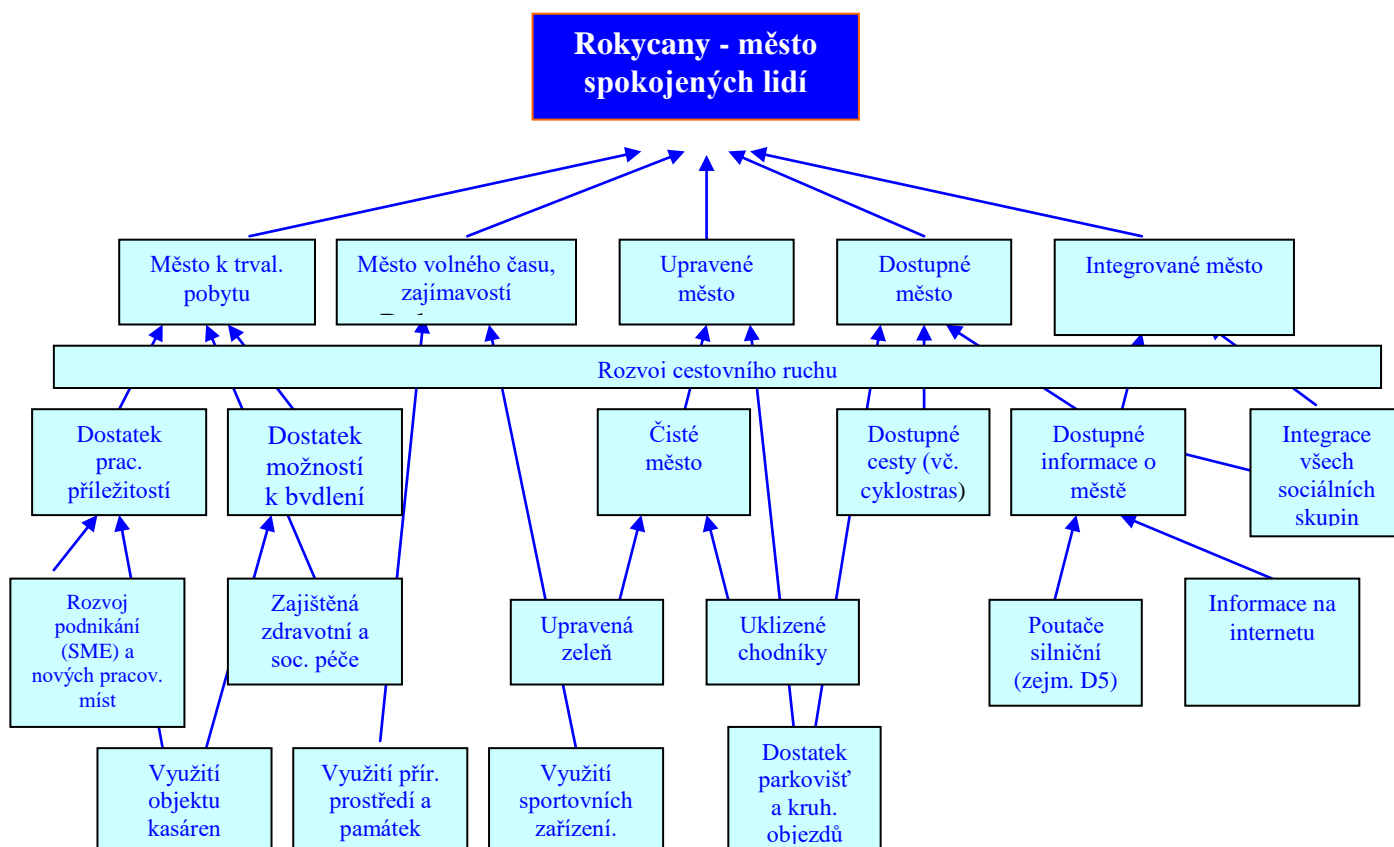 Rokycany - město
spokojených lidí
Město k trval.
pobytu
Město volného času,
zajímavostí
Upravené
město
Dostupné
město
Integrované město
Rozvoj cestovního ruchu
Dostatek
prac.
příležitostí
Dostatek
možností
k bydlení
Čisté
město
Dostupné
cesty (vč.
cyklostras)
Dostupné
informace o
městě
Integrace
všech
sociálních
skupin
Rozvoj
podnikání
(SME) a
nových pracov.
míst
Zajištěná
zdravotní a
soc. péče
Upravená
zeleň
Uklizené
chodníky
Poutače
silniční
(zejm. D5)
Informace na
internetu
Využití
objektu
kasáren
Využití přír.
prostředí a
památek
Využití
sportovních
zařízení.
Dostatek
parkovišť
a kruh.
objezdů